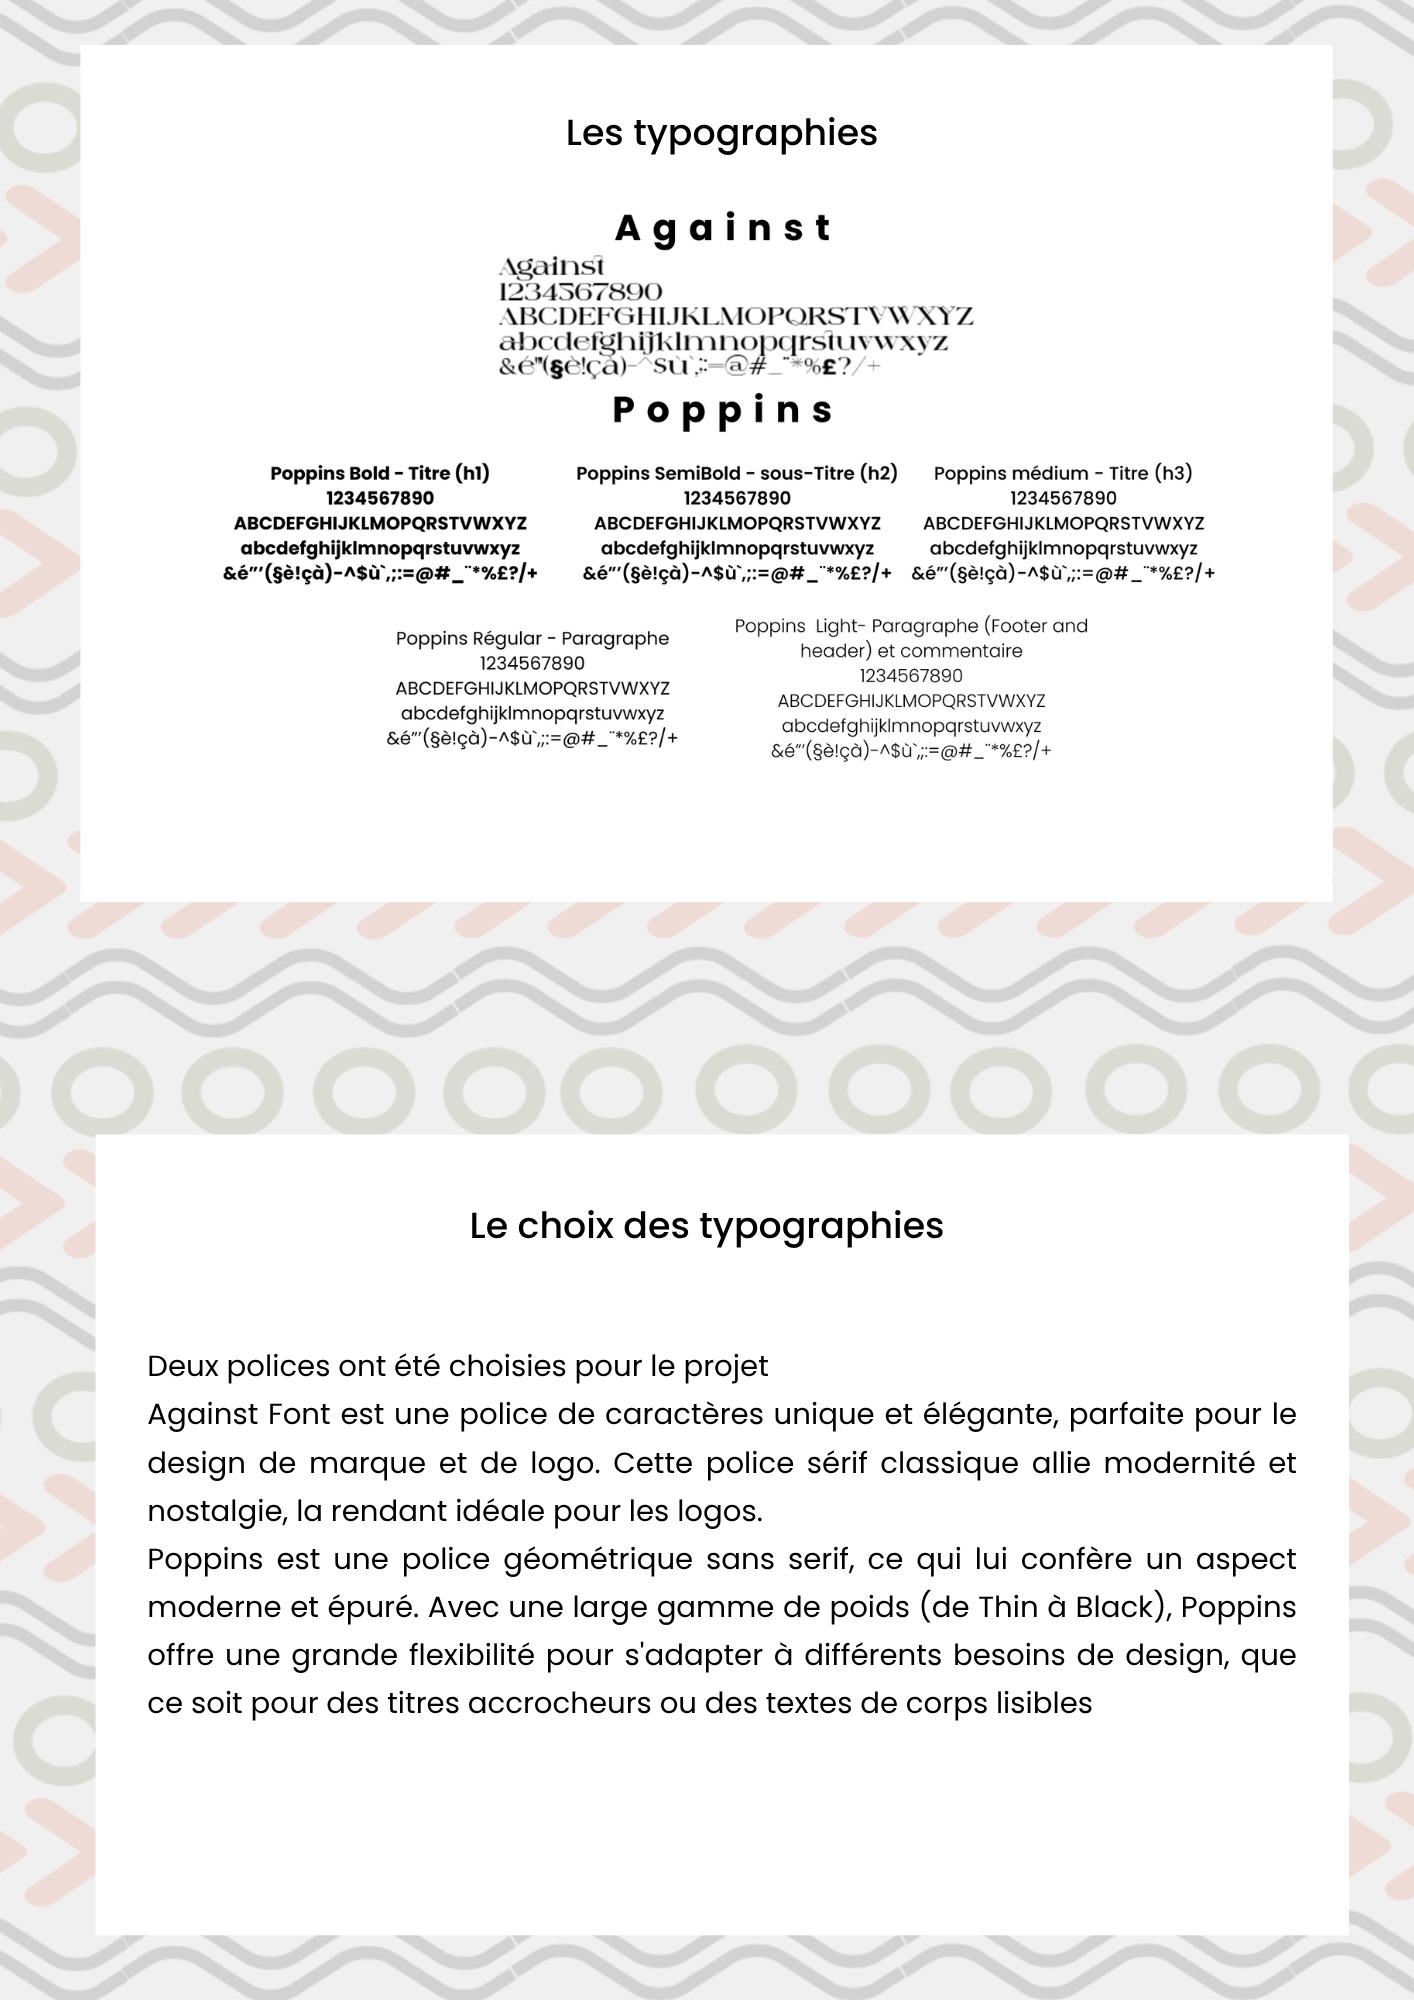 Les typographies
Against
Against
1234567890
ABCDEFGHIJKLMOPQRSTVWXYZ
abcdefghijklmnopqrstuvwxyz
&é"'(§è!çà)-^$ù`,;:=@#_¨*%£?/+
Poppins
Poppins Bold - Titre (h1)
1234567890
ABCDEFGHIJKLMOPQRSTVWXYZ
abcdefghijklmnopqrstuvwxyz
&é”’(§è!çà)-^$ù`,;:=@#_¨*%£?/+
Poppins SemiBold - sous-Titre (h2)
1234567890
ABCDEFGHIJKLMOPQRSTVWXYZ
abcdefghijklmnopqrstuvwxyz
&é”’(§è!çà)-^$ù`,;:=@#_¨*%£?/+
Poppins médium - Titre (h3)
1234567890
ABCDEFGHIJKLMOPQRSTVWXYZ
abcdefghijklmnopqrstuvwxyz
&é”’(§è!çà)-^$ù`,;:=@#_¨*%£?/+
Poppins Régular - Paragraphe
1234567890
ABCDEFGHIJKLMOPQRSTVWXYZ
abcdefghijklmnopqrstuvwxyz
&é”’(§è!çà)-^$ù`,;:=@#_¨*%£?/+
Poppins Light- Paragraphe (Footer and
header) et commentaire
1234567890
ABCDEFGHIJKLMOPQRSTVWXYZ
abcdefghijklmnopqrstuvwxyz
&é”’(§è!çà)-^$ù`,;:=@#_¨*%£?/+
Le choix des typographies
Deux polices ont été choisies pour le projet
Against Font est une police de caractères unique et élégante, parfaite pour le
design de marque et de logo. Cette police sérif classique allie modernité et
nostalgie, la rendant idéale pour les logos.
Poppins est une police géométrique sans serif, ce qui lui confère un aspect
moderne et épuré. Avec une large gamme de poids (de Thin à Black), Poppins
offre une grande flexibilité pour s'adapter à différents besoins de design, que
ce soit pour des titres accrocheurs ou des textes de corps lisibles